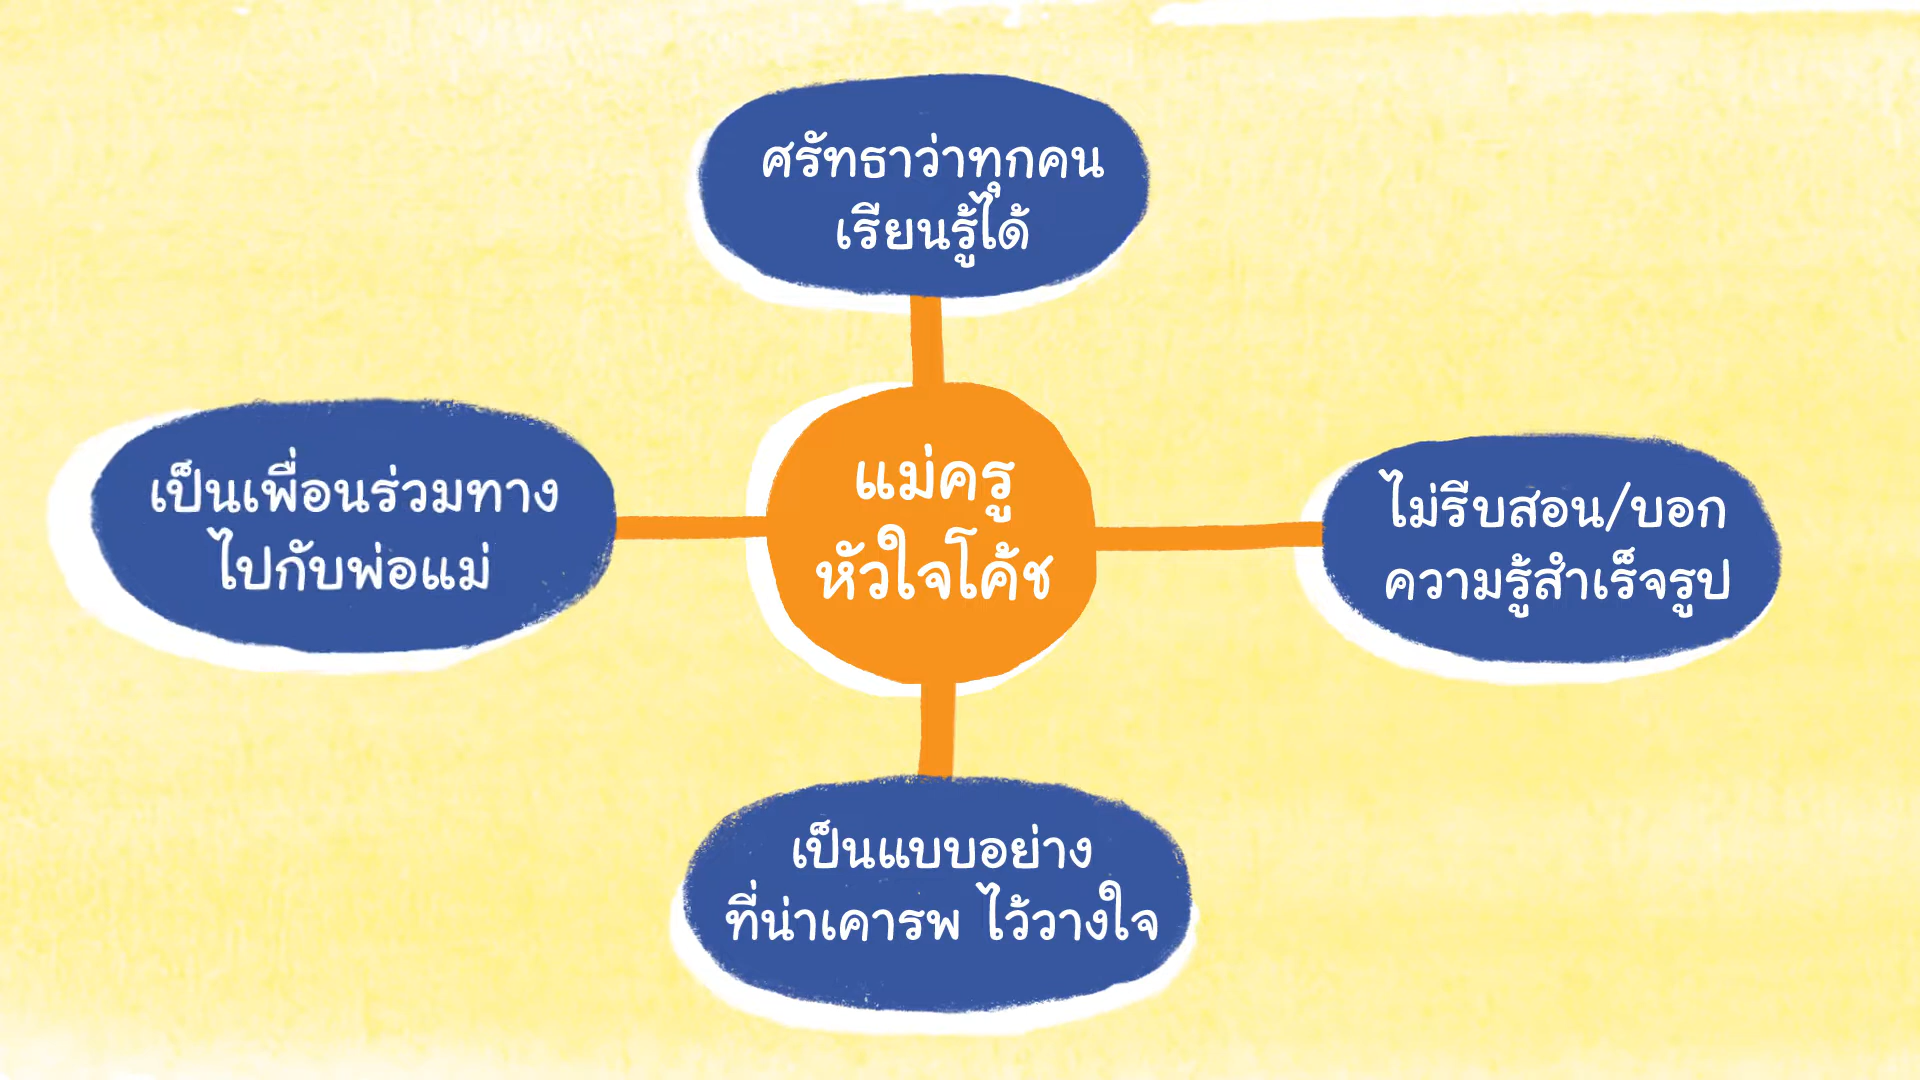 ศรัทธาว่าทุกคน
เรียนรู้ได้
เป็นเพื่อนร่วมทาง
ไปกับพ่อแม่
แม่ครู
หัวใจโค้ช
ไม่รีบสอน/บอก
ความรู้สำเร็จรูป
เป็นแบบอย่าง
ที่น่าเคารพ ไว้วางใจ